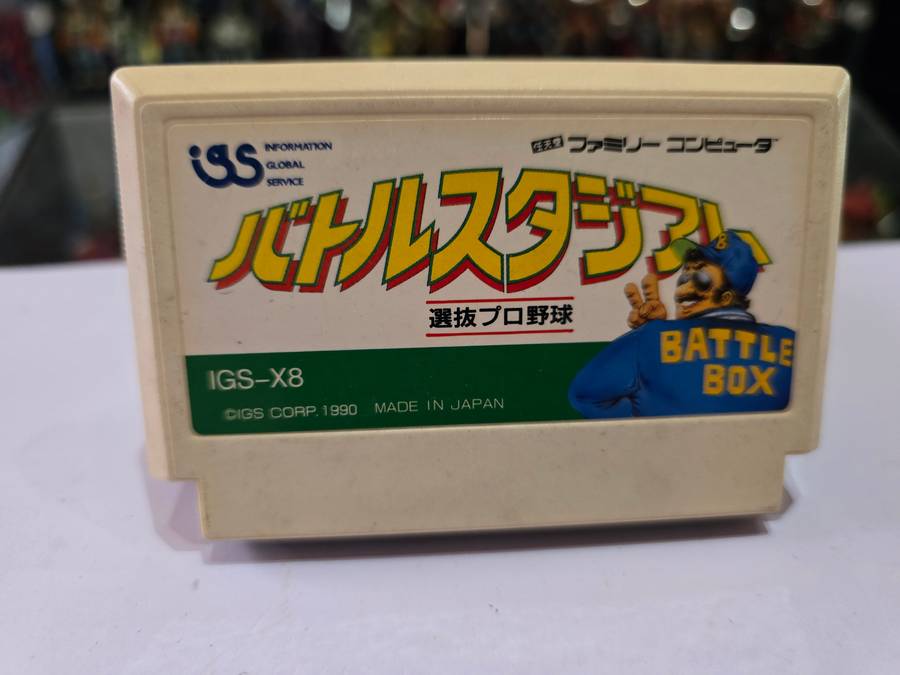 igs INFORMATION
GLOBAL
SERVICE
任天堂 ファミリー コンピュータ
バトルスタジアム
選抜プロ野球
B
BATTLE
BOX
IGS-X8
©IGS CORP. 1990 MADE IN JAPAN